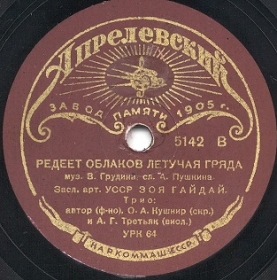 Апрелевский
ЗАВОД ПАМЯТИ 1905 г.
5142 В
РЕДЕЕТ ОБЛАКОВ ЛЕТУЧАЯ ГРЯДА
муз. В. Грудина, сл. А. Пушкина
Засл. арт. УССР ЗОЯ ГАЙДАЙ.
Трио:
автор (ф-но), О. А. Кушнир (скр.)
и А. Г. Третьяк (виол.)
УРК 64
НАРКОММАШ СССР.